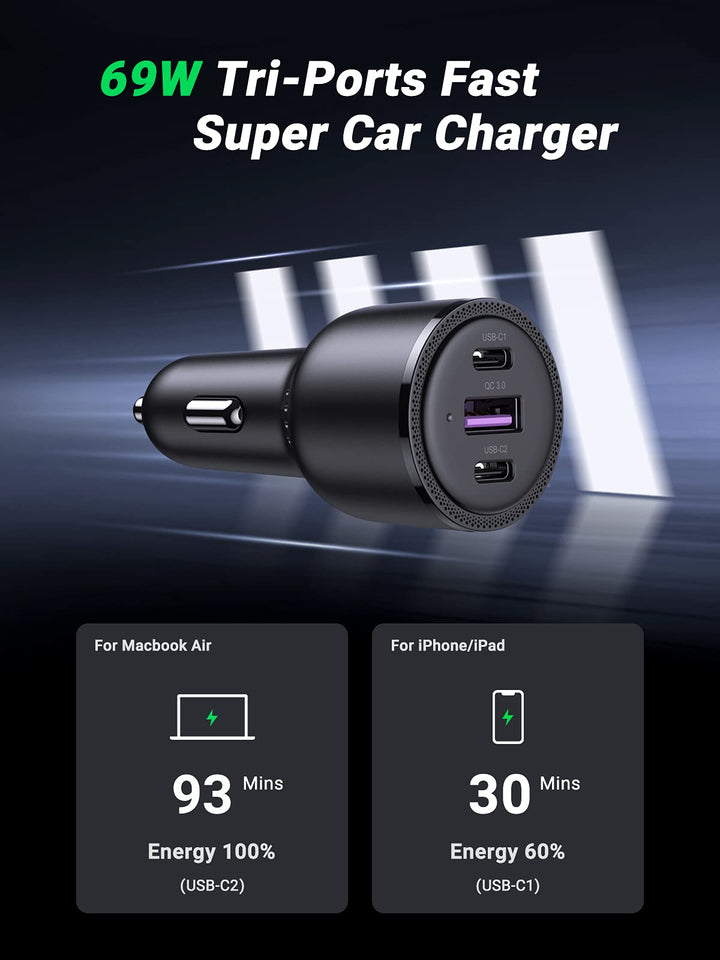 69W Tri-Ports Fast
Super Car Charger
USB-C1
QC 3.0
USB-C2
For Macbook Air
93 Mins
Energy 100%
(USB-C2)
For iPhone/iPad
30 Mins
Energy 60%
(USB-C1)